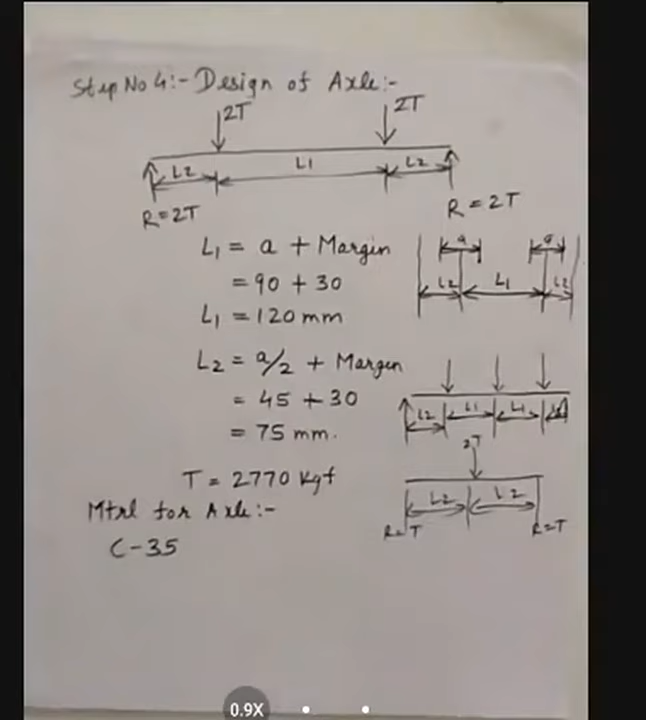 Step No 4:- Design of Axle:-
2T 2T
L2 L1 L2
R=2T R=2T
L1 = a + Margin
= 90 + 30
L1 = 120 mm
a a
L2 L1 L2
L2 = a/2 + Margin
= 45 + 30
= 75 mm.
L2 L1 L1
2T
L2 L2
R=T R=T
T = 2770 Kgf
Mtrl for Axle:-
C-35
0.9X